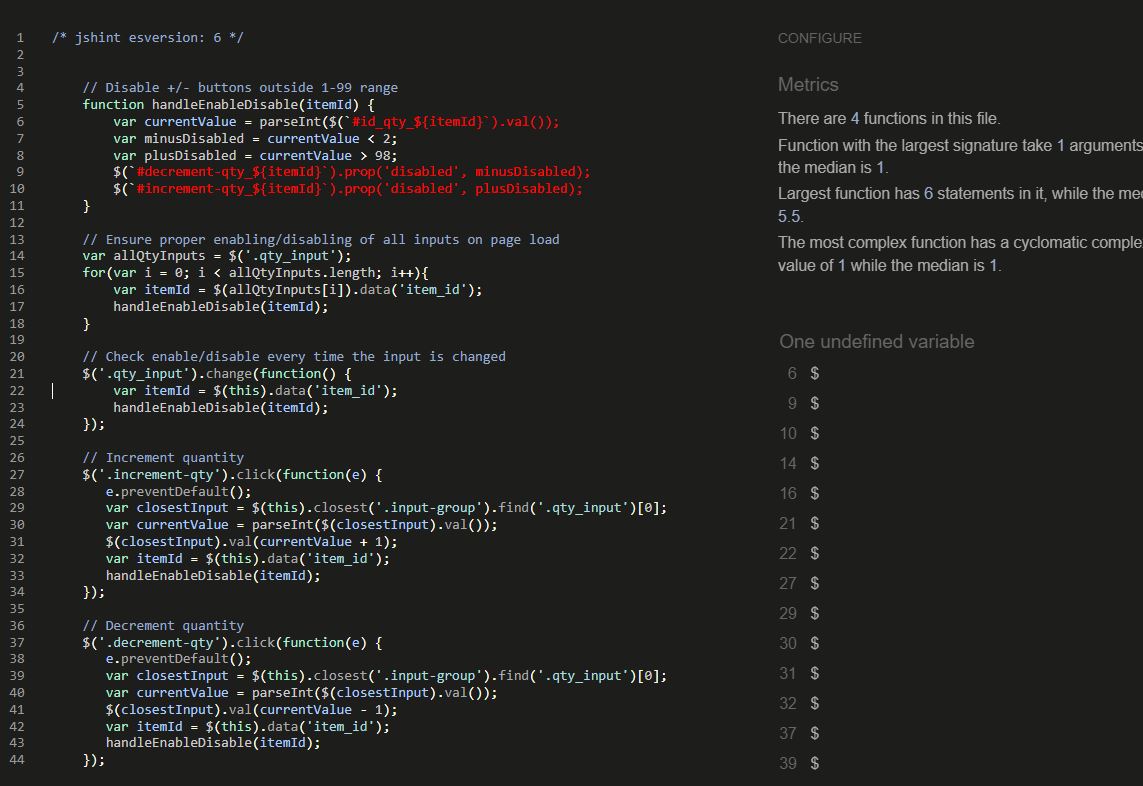 1 /* jshint esversion: 6 */
2
3
4 // Disable +/- buttons outside 1-99 range
5 function handleEnableDisable(itemId) {
6 var currentValue = parseInt($(`#id_qty_${itemId}`).val());
7 var minusDisabled = currentValue < 2;
8 var plusDisabled = currentValue > 98;
9 $(`#decrement-qty_${itemId}`).prop('disabled', minusDisabled);
10 $(`#increment-qty_${itemId}`).prop('disabled', plusDisabled);
11 }
12
13 // Ensure proper enabling/disabling of all inputs on page load
14 var allQtyInputs = $('.qty_input');
15 for(var i = 0; i < allQtyInputs.length; i++){
16 var itemId = $(allQtyInputs[i]).data('item_id');
17 handleEnableDisable(itemId);
18 }
19
20 // Check enable/disable every time the input is changed
21 $('.qty_input').change(function() {
22 var itemId = $(this).data('item_id');
23 handleEnableDisable(itemId);
24 });
25
26 // Increment quantity
27 $('.increment-qty').click(function(e) {
28 e.preventDefault();
29 var closestInput = $(this).closest('.input-group').find('.qty_input')[0];
30 var currentValue = parseInt($(closestInput).val());
31 $(closestInput).val(currentValue + 1);
32 var itemId = $(this).data('item_id');
33 handleEnableDisable(itemId);
34 });
35
36 // Decrement quantity
37 $('.decrement-qty').click(function(e) {
38 e.preventDefault();
39 var closestInput = $(this).closest('.input-group').find('.qty_input')[0];
40 var currentValue = parseInt($(closestInput).val());
41 $(closestInput).val(currentValue - 1);
42 var itemId = $(this).data('item_id');
43 handleEnableDisable(itemId);
44 });
CONFIGURE
Metrics
There are 4 functions in this file.
Function with the largest signature take 1 arguments
the median is 1.
Largest function has 6 statements in it, while the me
5.5.
The most complex function has a cyclomatic comple
value of 1 while the median is 1.
One undefined variable
6 $
9 $
10 $
14 $
16 $
21 $
22 $
27 $
29 $
30 $
31 $
32 $
37 $
39 $